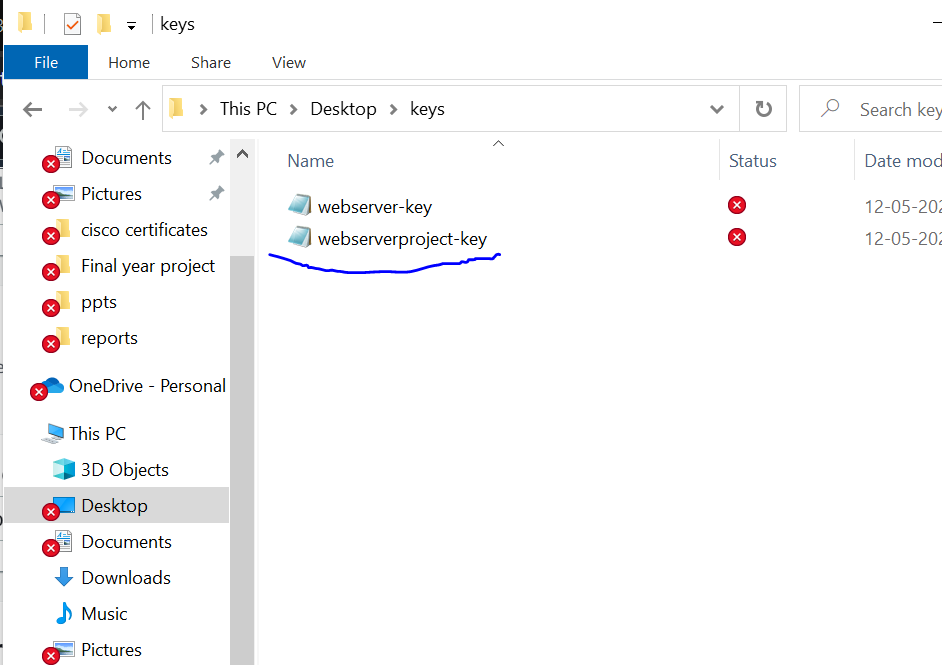 keys
File Home Share View
This PC Desktop keys
Search key
Name Status Date mod
webserver-key 12-05-202
webserverproject-key 12-05-202
Documents
Pictures
cisco certificates
Final year project
ppts
reports
OneDrive - Personal
This PC
3D Objects
Desktop
Documents
Downloads
Music
Pictures